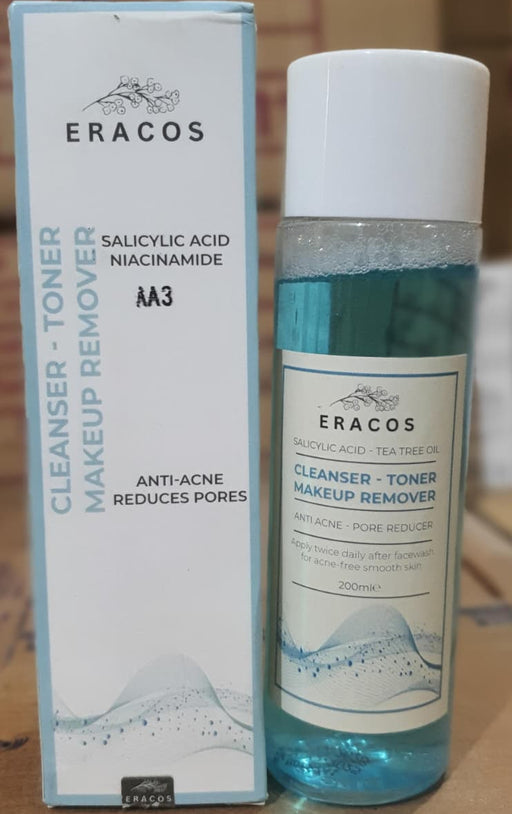 ERACOS
CLEANSER - TONER
MAKEUP REMOVER
SALICYLIC ACID
NIACINAMIDE
AA3
ANTI-ACNE
REDUCES PORES
ERACOS
ERACOS
SALICYLIC ACID - TEA TREE OIL
CLEANSER - TONER
MAKEUP REMOVER
ANTI ACNE - PORE REDUCER
Apply twice daily after facewash
for acne-free smooth skin
200ml℮